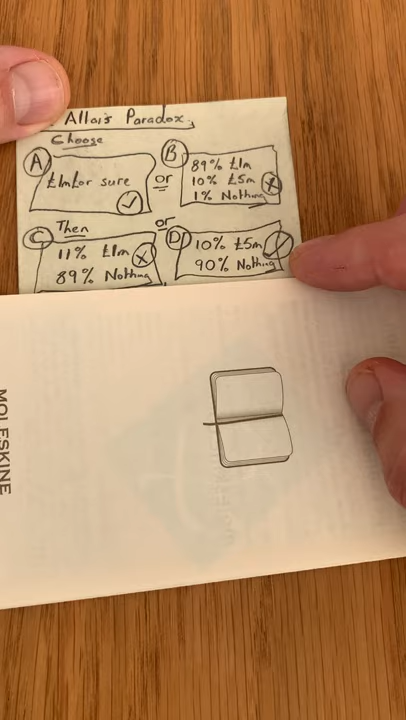 Allais Paradox
Choose
A
£1m for sure
or
B
89% £1m
10% £5m
1% Nothing
Then
or
C
11% £1m
89% Nothing
D
10% £5m
90% Nothing
MOLESKINE